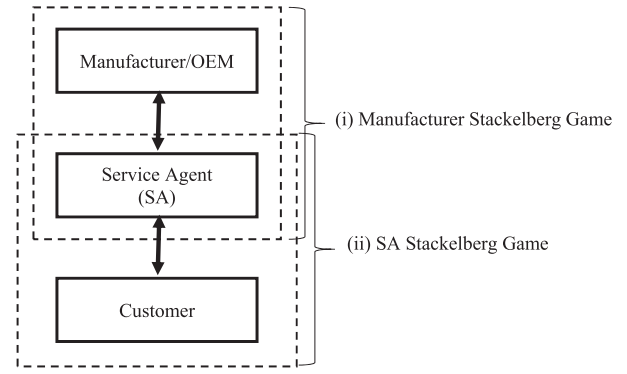 Manufacturer/OEM
(i) Manufacturer Stackelberg Game
Service Agent
(SA)
(ii) SA Stackelberg Game
Customer